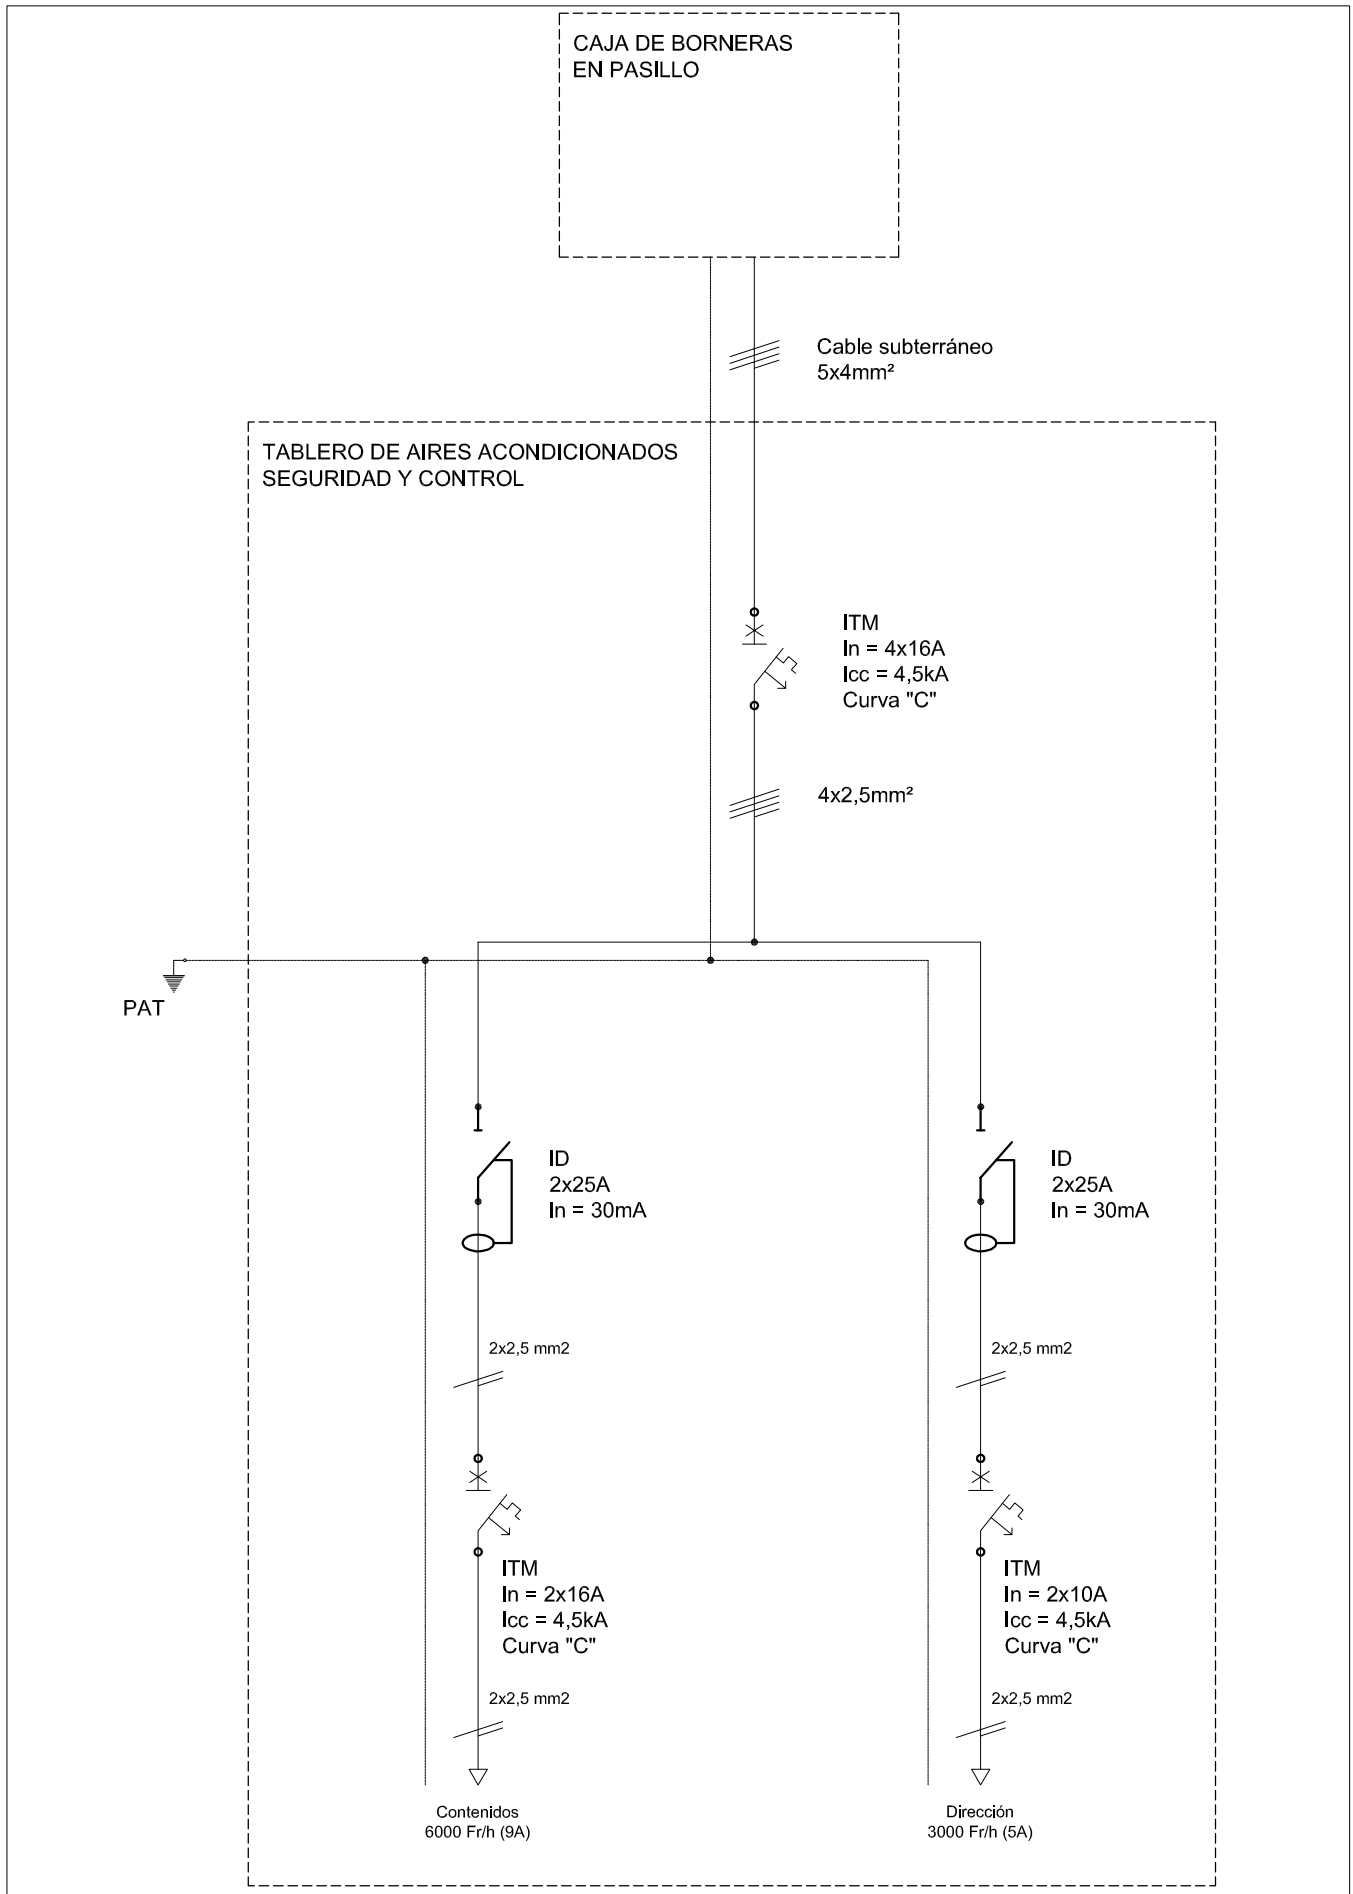 CAJA DE BORNERAS
EN PASILLO
Cable subterráneo
5x4mm²
TABLERO DE AIRES ACONDICIONADOS
SEGURIDAD Y CONTROL
ITM
In = 4x16A
Icc = 4,5kA
Curva "C"
4x2,5mm²
PAT
ID
2x25A
In = 30mA
ID
2x25A
In = 30mA
2x2,5 mm2
2x2,5 mm2
ITM
In = 2x16A
Icc = 4,5kA
Curva "C"
ITM
In = 2x10A
Icc = 4,5kA
Curva "C"
2x2,5 mm2
2x2,5 mm2
Contenidos
6000 Fr/h (9A)
Dirección
3000 Fr/h (5A)